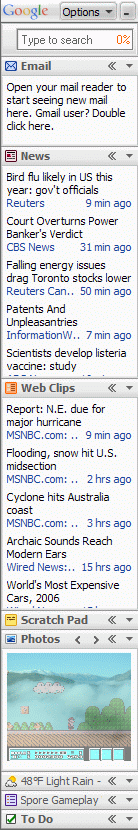 Google Options
Type to search 0%
Email
Open your mail reader to
start seeing new mail
here. Gmail user? Double
click here.
News
Bird flu likely in US this
year: gov't officials
Reuters 9 min ago
Court Overturns Power
Banker's Verdict
CBS News 31 min ago
Falling energy issues
drag Toronto stocks lower
Reuters Can... 50 min ago
Patents And
Unpleasantries
InformationW... 7 min ago
Scientists develop listeria
vaccine: study
Web Clips
Report: N.E. due for
major hurricane
MSNBC.com: ... 9 min ago
Flooding, snow hit U.S.
midsection
MSNBC.com: ... 2 hrs ago
Cyclone hits Australia
coast
MSNBC.com: ... 3 hrs ago
Archaic Sounds Reach
Modern Ears
Wired News:... 15 hrs ago
World's Most Expensive
Cars, 2006
Scratch Pad
Photos
48°F Light Rain -
Spore Gameplay
To Do